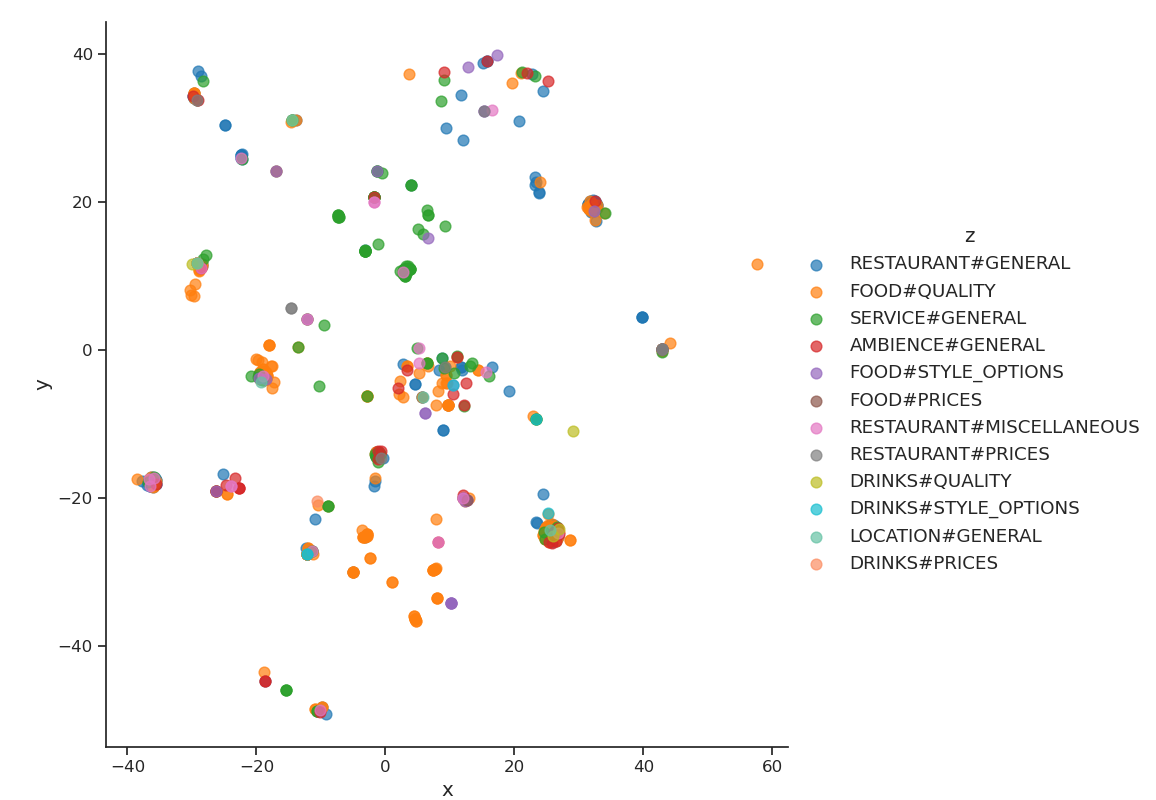 40
20
0
−20
−40
y
−40
−20
0
20
40
60
x
z
RESTAURANT#GENERAL
FOOD#QUALITY
SERVICE#GENERAL
AMBIENCE#GENERAL
FOOD#STYLE_OPTIONS
FOOD#PRICES
RESTAURANT#MISCELLANEOUS
RESTAURANT#PRICES
DRINKS#QUALITY
DRINKS#STYLE_OPTIONS
LOCATION#GENERAL
DRINKS#PRICES